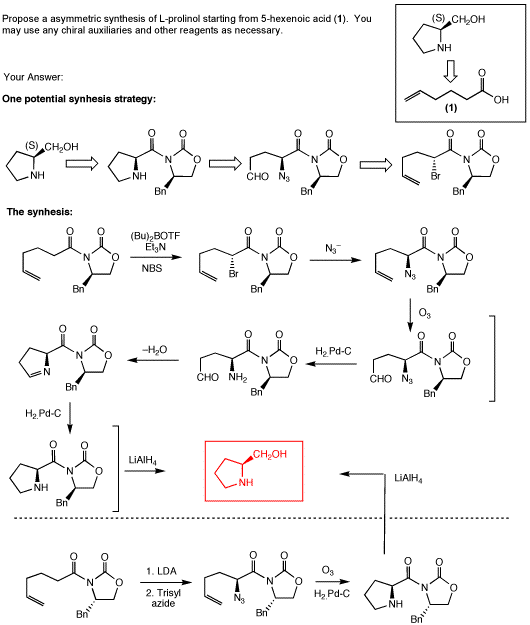 Propose a asymmetric synthesis of L-prolinol starting from 5-hexenoic acid (1). You
may use any chiral auxiliaries and other reagents as necessary.
(S)
CH2OH
NH
O
OH
(1)
Your Answer:
One potential synhesis strategy:
(S)
CH2OH
NH
O
O
N
O
NH
Bn
O
O
N
O
CHO
N3
Bn
O
O
N
O
Br
Bn
The synhesis:
O
O
N
O
Bn
(Bu)2BOTF
Et3N
NBS
O
O
N
O
Br
Bn
N3–
O
O
N
O
N3
Bn
O3
O
O
N
O
N
Bn
–H2O
O
O
N
O
CHO
NH2
Bn
H2.Pd-C
O
O
N
O
CHO
N3
Bn
H2.Pd-C
O
O
N
O
NH
Bn
LiAlH4
CH2OH
NH
LiAlH4
O
O
N
O
Bn
1. LDA
2. Trisyl
azide
O
O
N
O
N3
Bn
O3
H2.Pd-C
O
O
N
O
NH
Bn